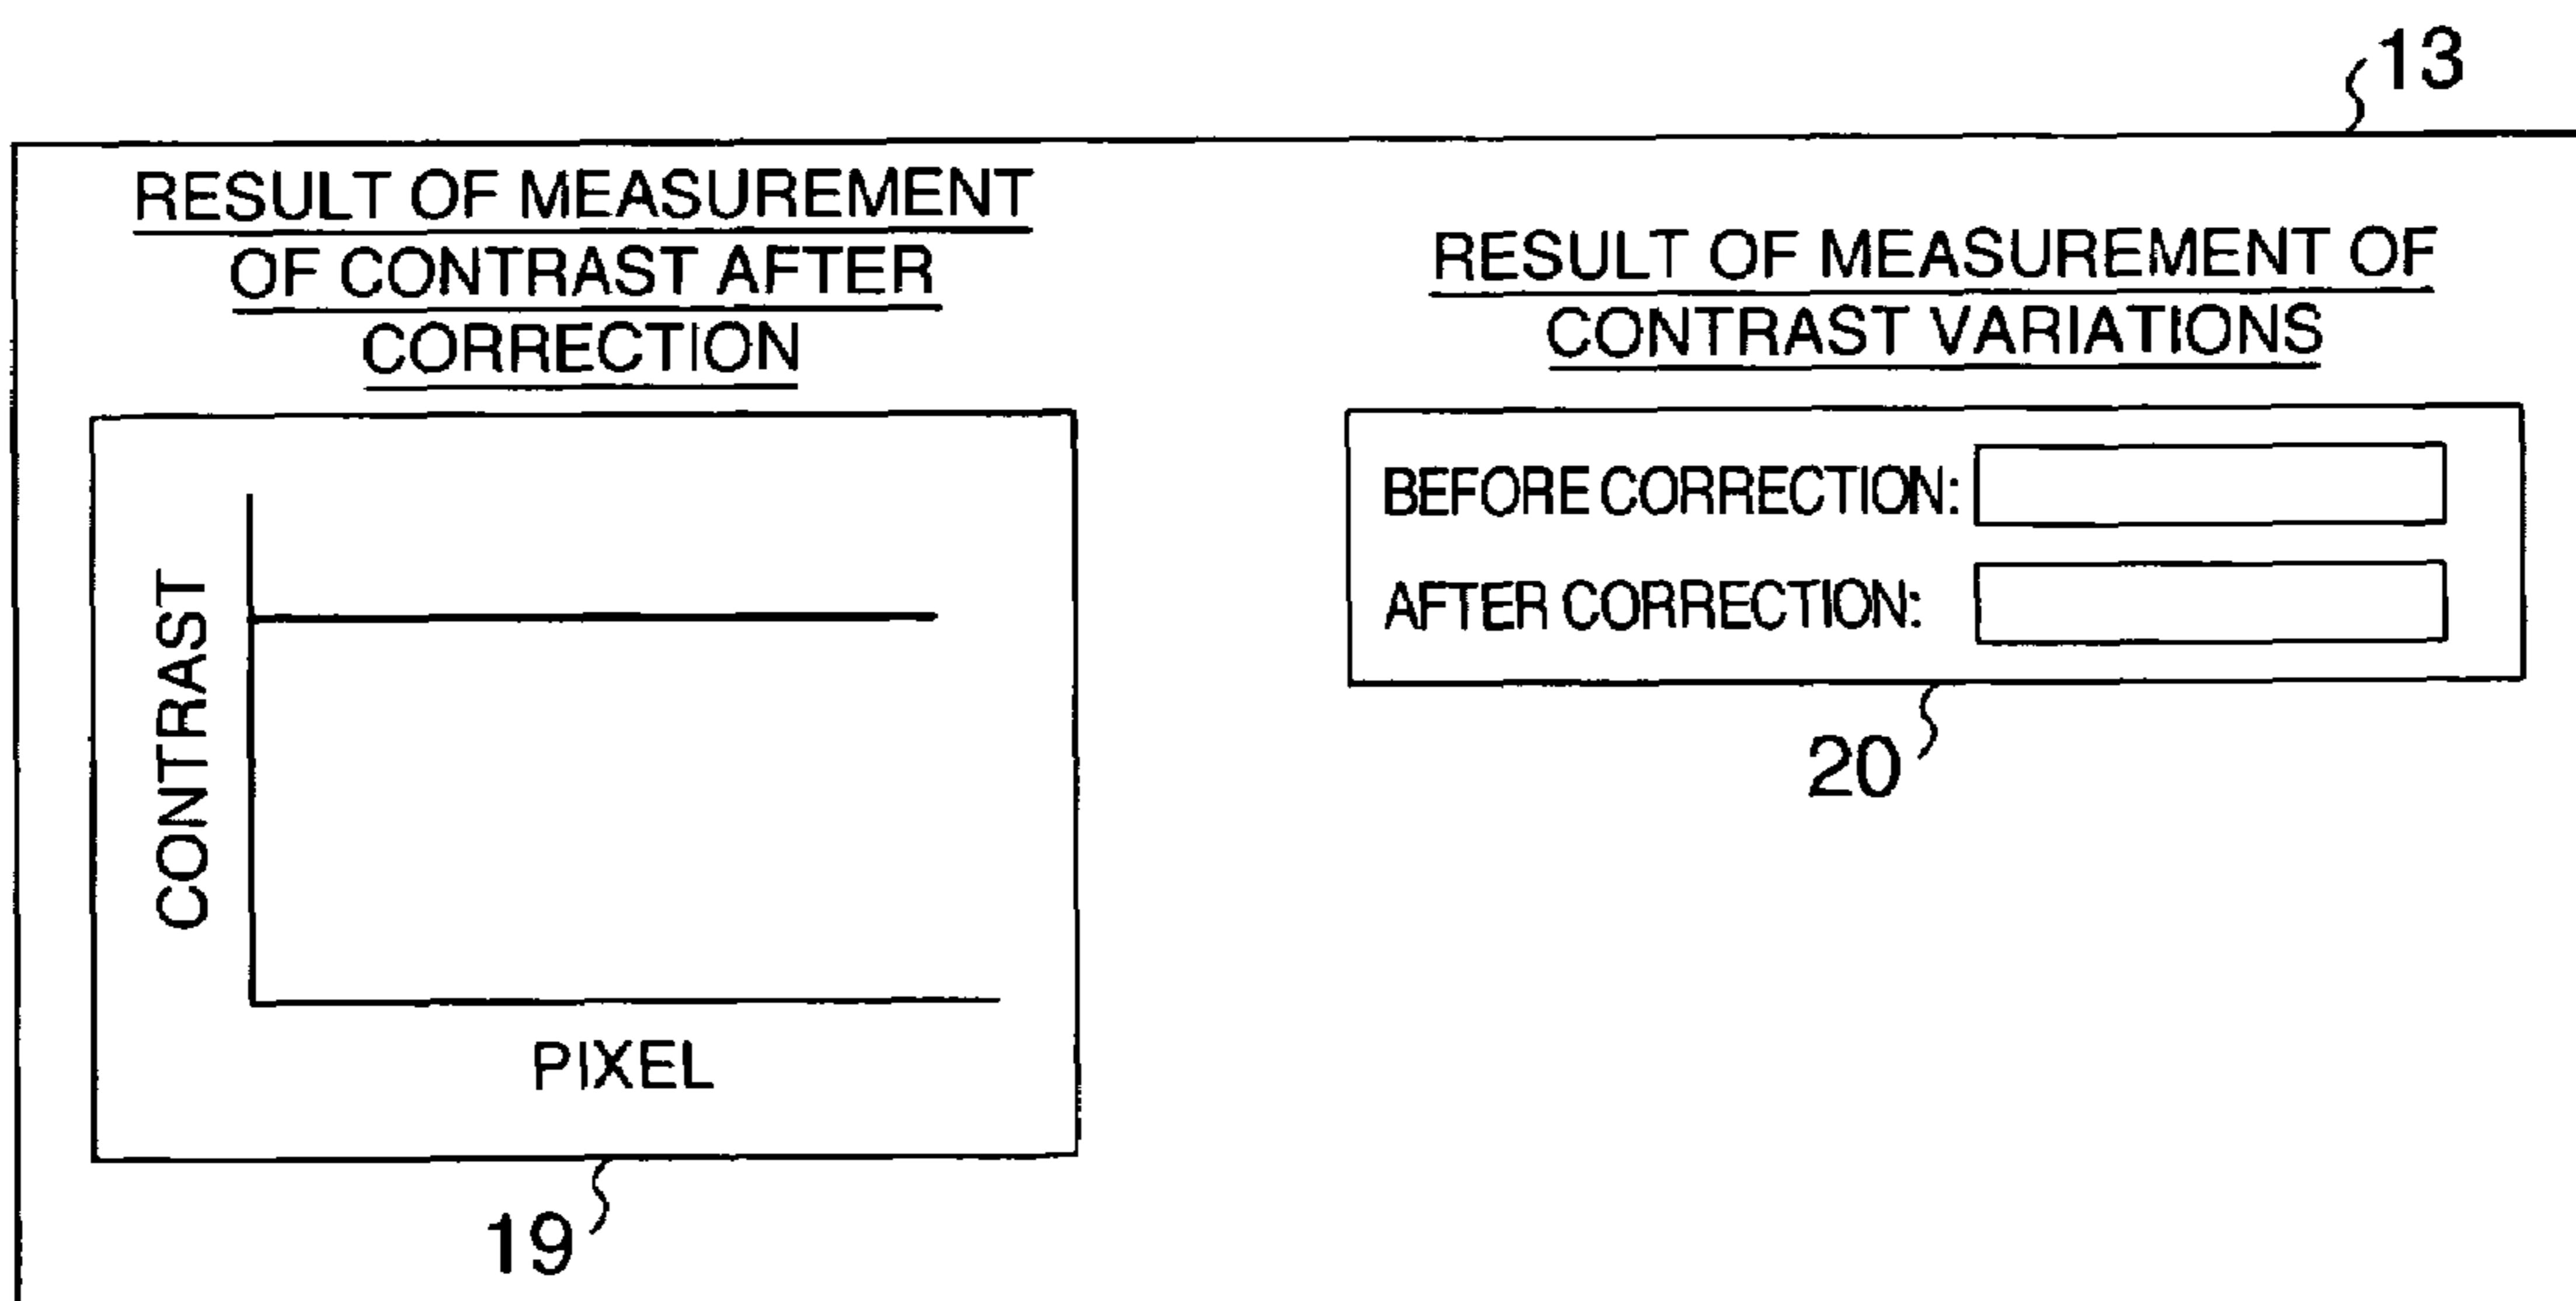 13
RESULT OF MEASUREMENT
OF CONTRAST AFTER
CORRECTION
CONTRAST
PIXEL
19
RESULT OF MEASUREMENT OF
CONTRAST VARIATIONS
BEFORE CORRECTION:
AFTER CORRECTION:
20